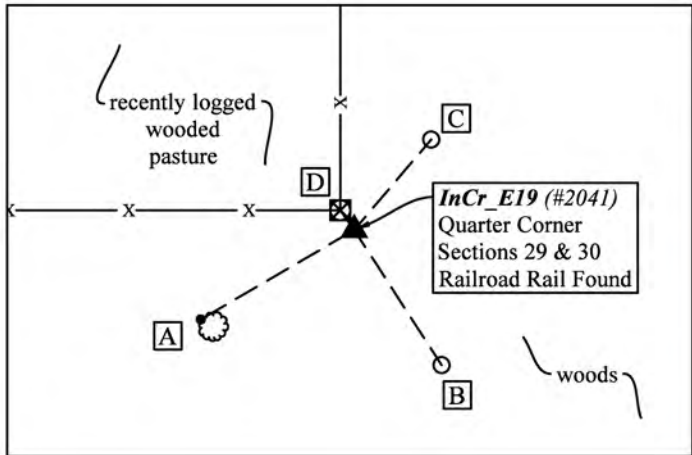 recently logged
wooded
pasture
x
C
D
x
x
x
InCr_E19 (#2041)
Quarter Corner
Sections 29 & 30
Railroad Rail Found
A
B
woods